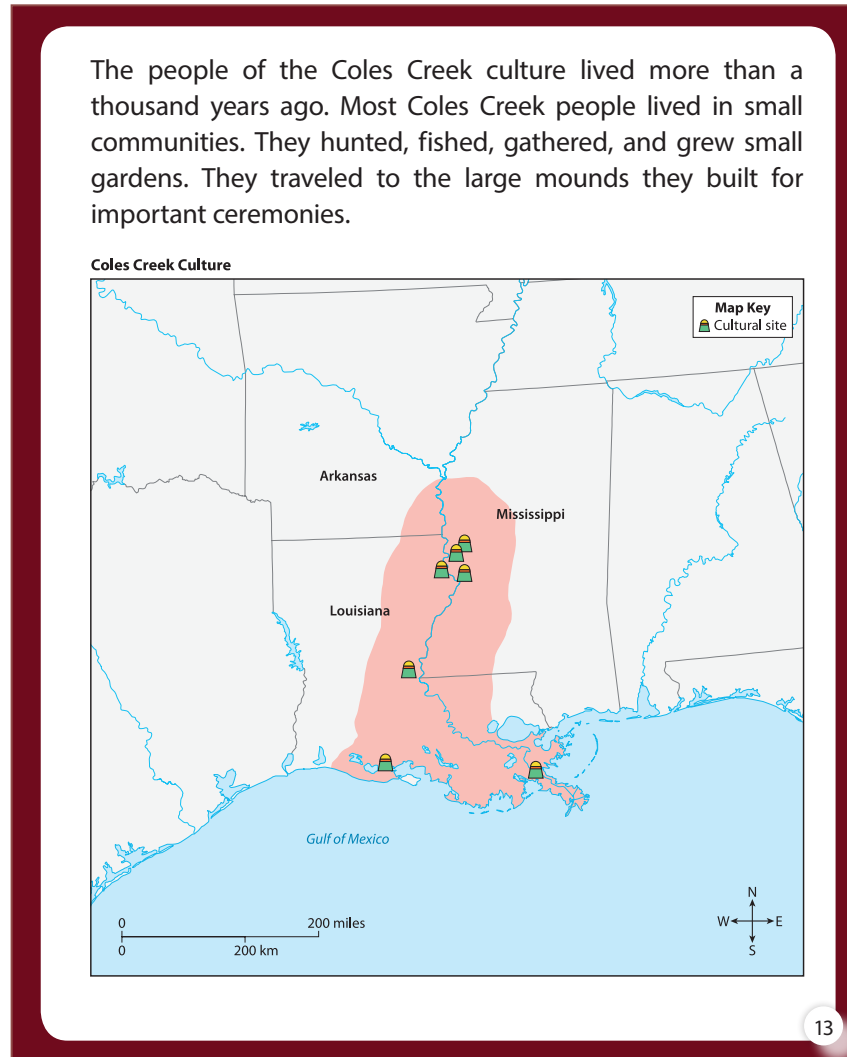 The people of the Coles Creek culture lived more than a
thousand years ago. Most Coles Creek people lived in small
communities. They hunted, fished, gathered, and grew small
gardens. They traveled to the large mounds they built for
important ceremonies.
Coles Creek Culture
Map Key
Cultural site
Arkansas
Mississippi
Louisiana
Gulf of Mexico
0 200 miles
0 200 km
N
W E
S
13